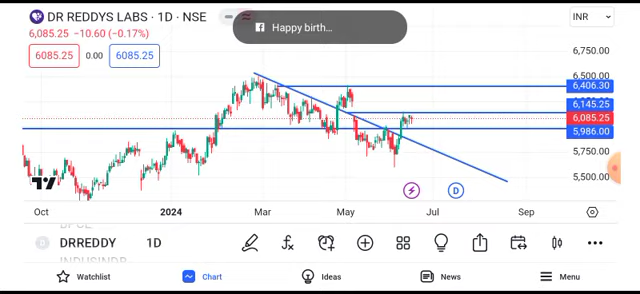 DR REDDYS LABS · 1D · NSE
Happy birth...
INR
6,085.25 −10.60 (−0.17%)
6085.25 0.00 6085.25
6,750.00
6,500.00
6,406.30
6,145.25
6,085.25
5,986.00
5,750.00
5,500.00
D
Oct 2024 Mar May Jul Sep
D DRREDDY 1D
Watchlist Chart Ideas News Menu